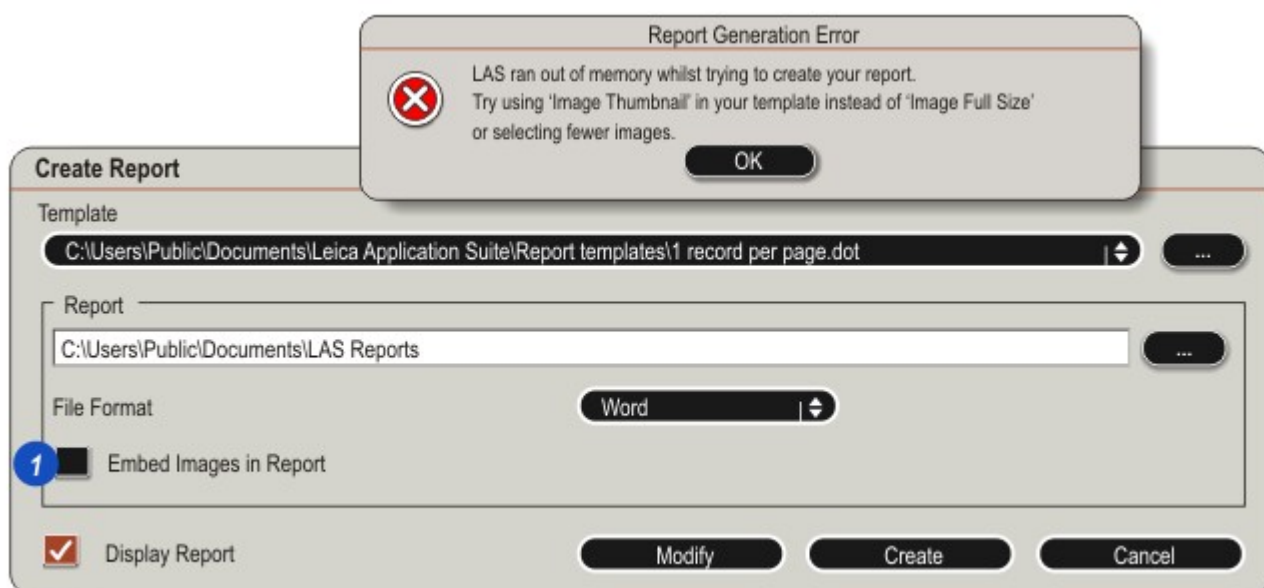 Report Generation Error
LAS ran out of memory whilst trying to create your report.
Try using ‘Image Thumbnail’ in your template instead of ‘Image Full Size’
or selecting fewer images.
OK
Create Report
Template
C:\Users\Public\Documents\Leica Application Suite\Report templates\1 record per page.dot
...
Report
C:\Users\Public\Documents\LAS Reports
...
File Format
Word
1
Embed Images in Report
Display Report
Modify
Create
Cancel